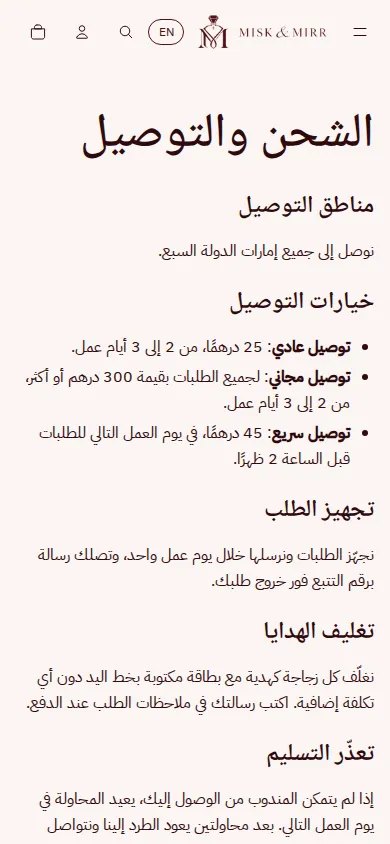 MISK & MIRR
EN
الشحن والتوصيل
مناطق التوصيل
نوصل إلى جميع إمارات الدولة السبع.
خيارات التوصيل
• توصيل عادي: 25 درهمًا، من 2 إلى 3 أيام عمل.
• توصيل مجاني: لجميع الطلبات بقيمة 300 درهم أو أكثر،
من 2 إلى 3 أيام عمل.
• توصيل سريع: 45 درهمًا، في يوم العمل التالي للطلبات
قبل الساعة 2 ظهرًا.
تجهيز الطلب
نجهّز الطلبات ونرسلها خلال يوم عمل واحد، وتصلك رسالة
برقم التتبع فور خروج طلبك.
تغليف الهدايا
نغلّف كل زجاجة كهدية مع بطاقة مكتوبة بخط اليد دون أي
تكلفة إضافية. اكتب رسالتك في ملاحظات الطلب عند الدفع.
تعذّر التسليم
إذا لم يتمكن المندوب من الوصول إليك، يعيد المحاولة في
يوم العمل التالي. بعد محاولتين يعود الطرد إلينا ونتواصل